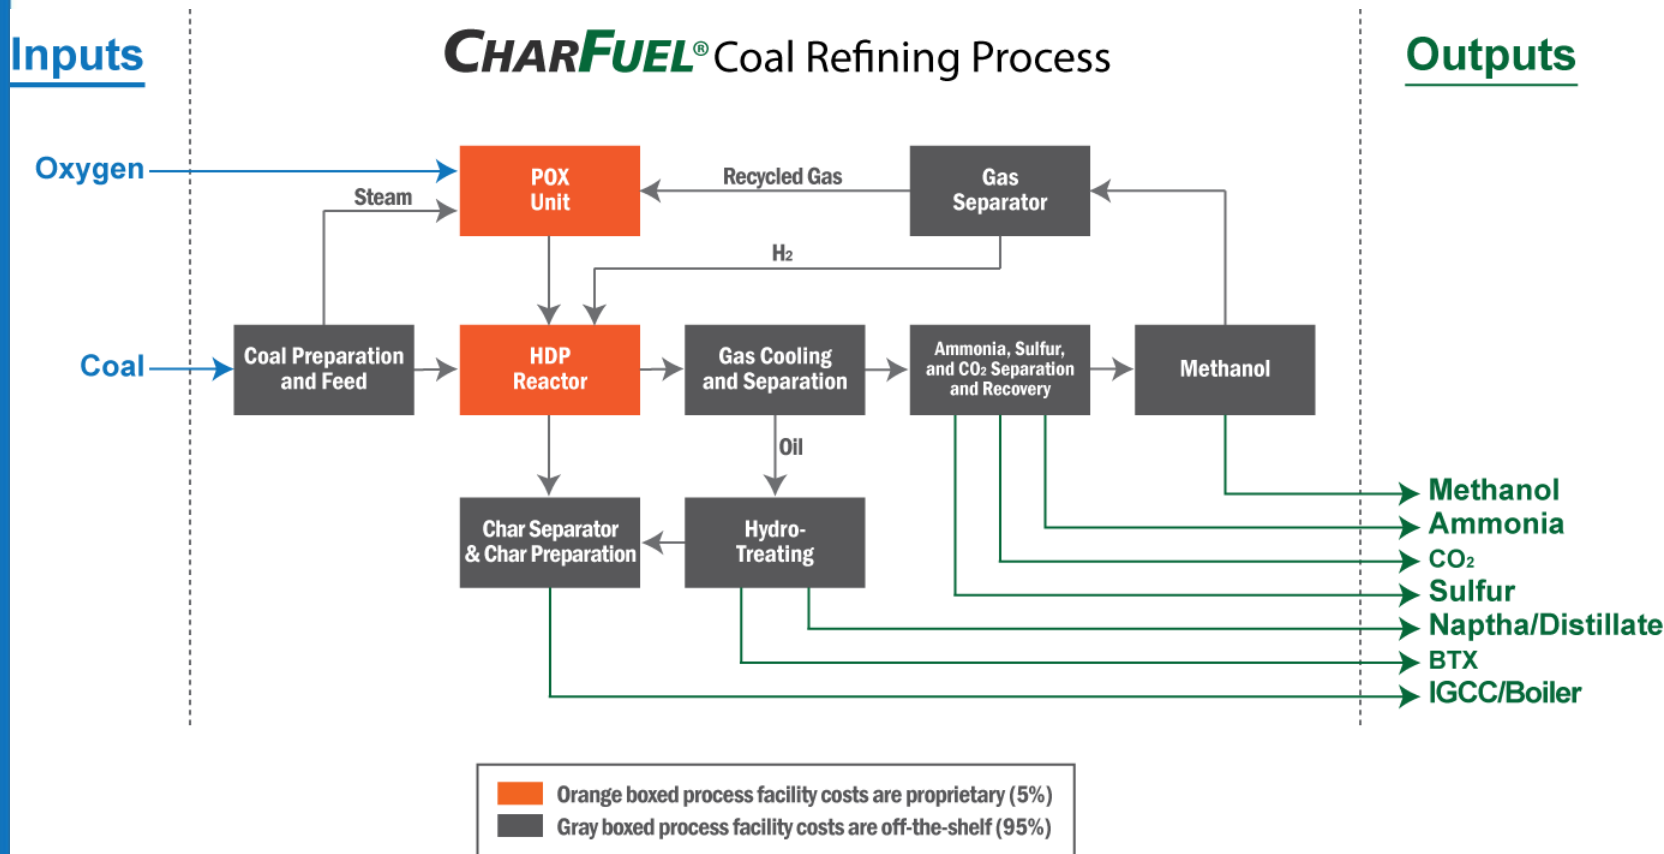 Inputs
CHARFUEL® Coal Refining Process
Outputs
Oxygen
Steam
POX
Unit
Recycled Gas
Gas
Separator
H₂
Coal
Coal Preparation
and Feed
HDP
Reactor
Gas Cooling
and Separation
Ammonia, Sulfur,
and CO₂ Separation
and Recovery
Methanol
Oil
Char Separator
& Char Preparation
Hydro-
Treating
Methanol
Ammonia
CO₂
Sulfur
Naptha/Distillate
BTX
IGCC/Boiler
Orange boxed process facility costs are proprietary (5%)
Gray boxed process facility costs are off-the-shelf (95%)